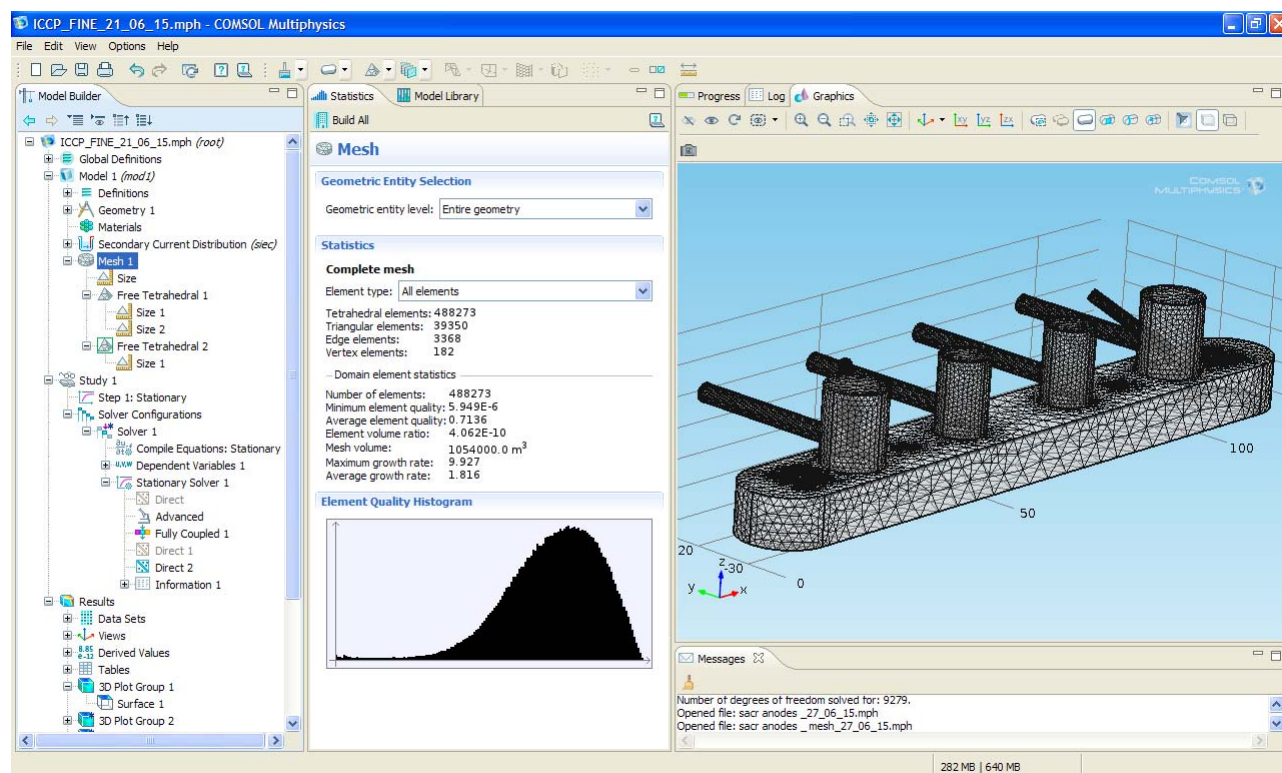 ICCP_FINE_21_06_15.mph - COMSOL Multiphysics
File Edit View Options Help
Model Builder
ICCP_FINE_21_06_15.mph (root)
Global Definitions
Model 1 (mod1)
Definitions
Geometry 1
Materials
Secondary Current Distribution (siec)
Mesh 1
Size
Free Tetrahedral 1
Size 1
Size 2
Free Tetrahedral 2
Size 1
Study 1
Step 1: Stationary
Solver Configurations
Solver 1
Compile Equations: Stationary
Dependent Variables 1
Stationary Solver 1
Direct
Advanced
Fully Coupled 1
Direct 1
Direct 2
Information 1
Results
Data Sets
Views
Derived Values
Tables
3D Plot Group 1
Surface 1
3D Plot Group 2
Statistics Model Library
Build All
Mesh
Geometric Entity Selection
Geometric entity level: Entire geometry
Statistics
Complete mesh
Element type: All elements
Tetrahedral elements: 488273
Triangular elements: 39350
Edge elements: 3368
Vertex elements: 182
Domain element statistics
Number of elements: 488273
Minimum element quality: 5.949E-6
Average element quality: 0.7136
Element volume ratio: 4.062E-10
Mesh volume: 1054000.0 m³
Maximum growth rate: 9.927
Average growth rate: 1.816
Element Quality Histogram
Progress Log Graphics
xy yz zx
COMSOL
MULTIPHYSICS
100
50
0
20
-30
z
y
x
Messages
Number of degrees of freedom solved for: 9279.
Opened file: sacr anodes _27_06_15.mph
Opened file: sacr anodes _ mesh_27_06_15.mph
282 MB | 640 MB